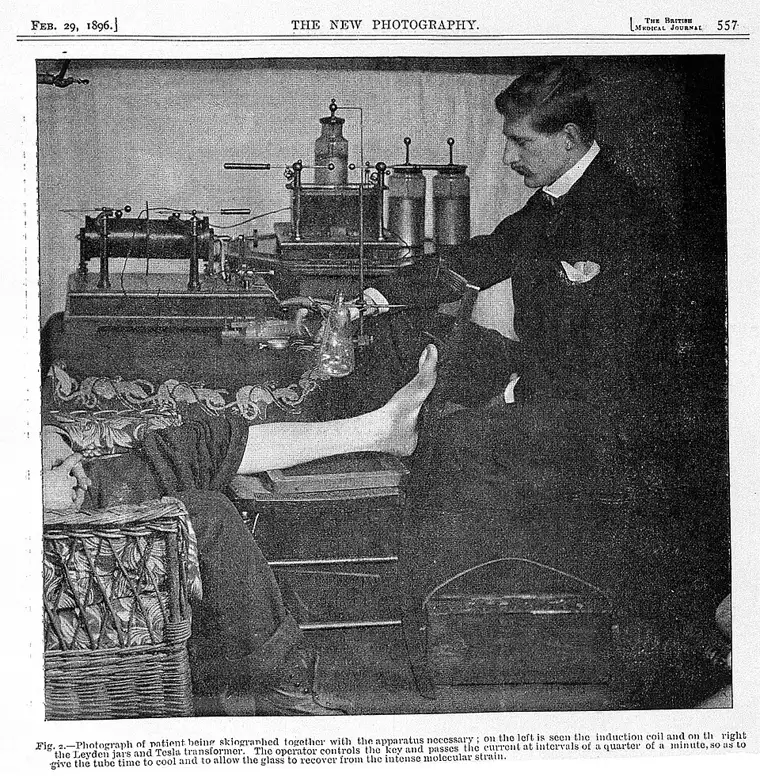 FEB. 29, 1896.]
THE NEW PHOTOGRAPHY.
[THE BRITISH
MEDICAL JOURNAL
557
Fig. 2.—Photograph of patient being skiographed together with the apparatus necessary; on the left is seen the induction coil and on th right
the Leyden jars and Tesla transformer. The operator controls the key and passes the current at intervals of a quarter of a minute, so as to
give the tube time to cool and to allow the glass to recover from the intense molecular strain.